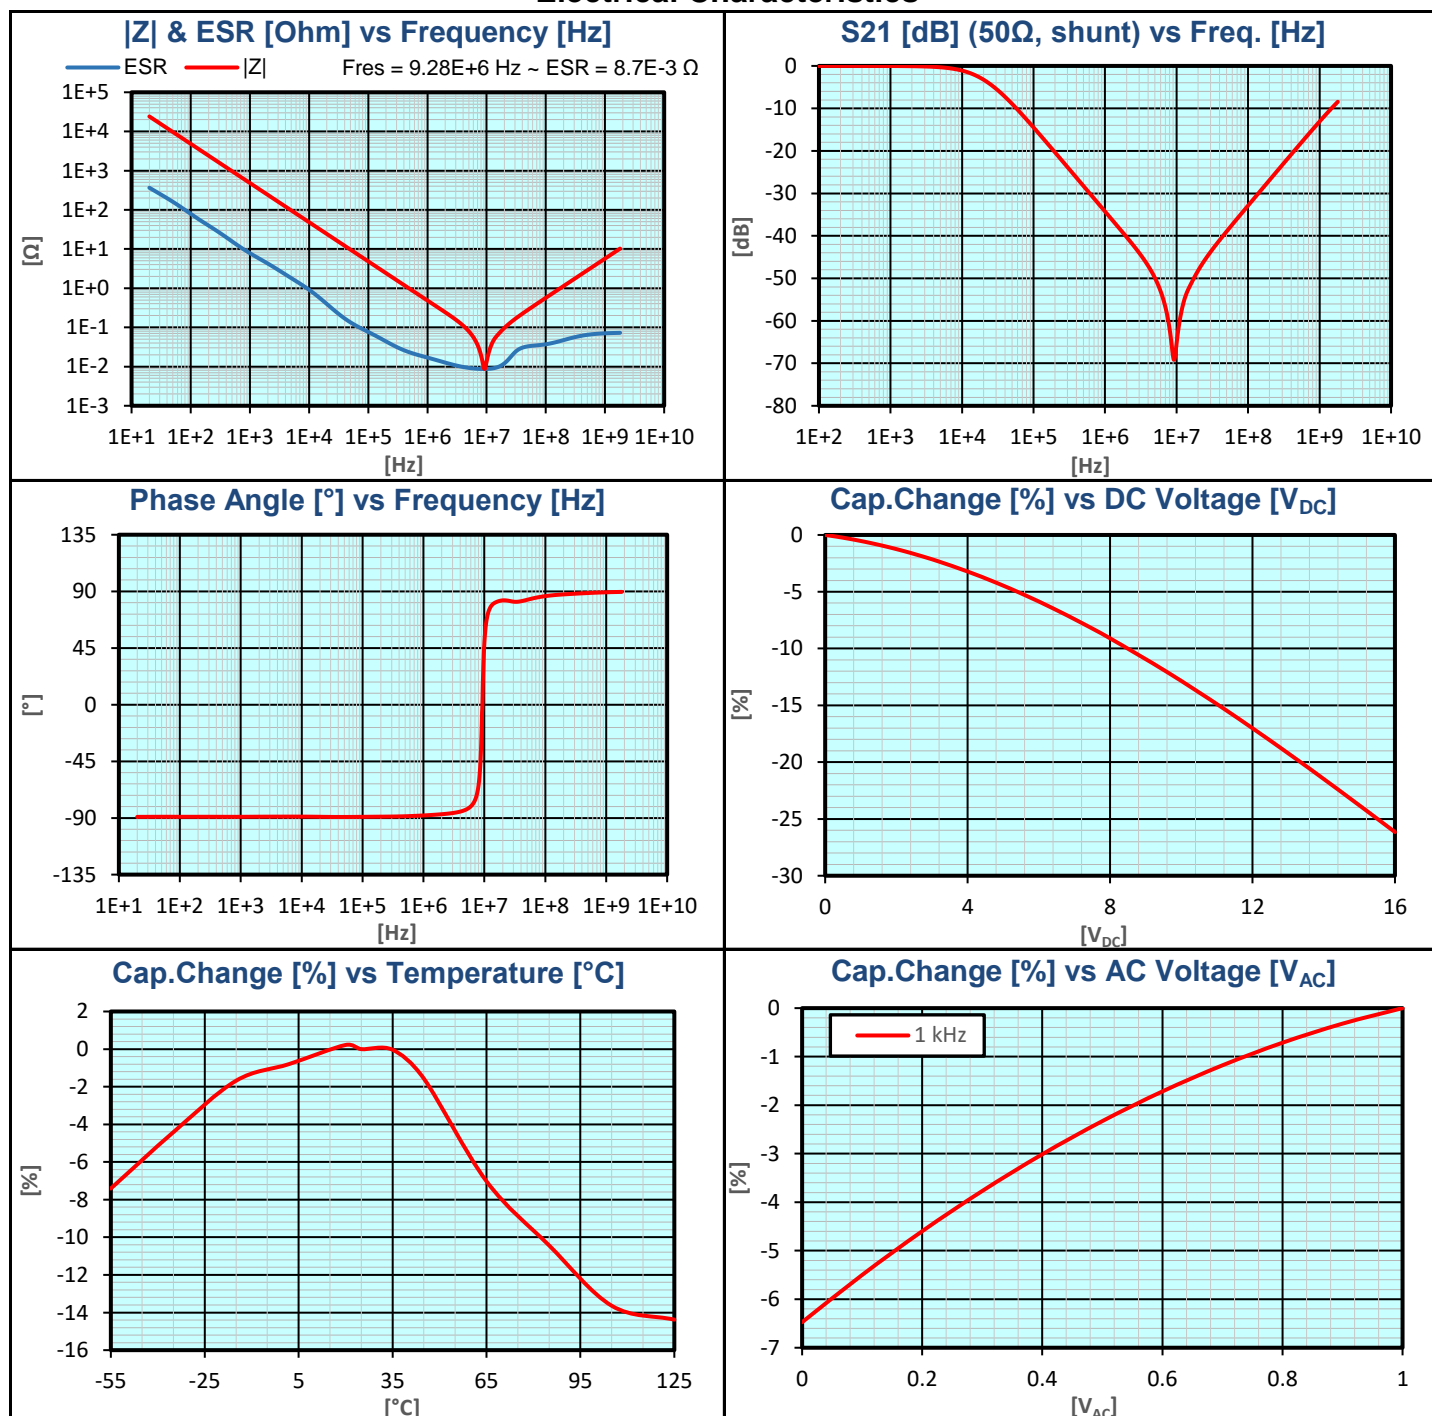 Electrical Characteristics
|Z| & ESR [Ohm] vs Frequency [Hz]
ESR |Z| Fres = 9.28E+6 Hz ~ ESR = 8.7E-3 Ω
1E+5
1E+4
1E+3
1E+2
1E+1
1E+0
1E-1
1E-2
1E-3
[Ω]
1E+1 1E+2 1E+3 1E+4 1E+5 1E+6 1E+7 1E+8 1E+9 1E+10
[Hz]
S21 [dB] (50Ω, shunt) vs Freq. [Hz]
0
-10
-20
-30
-40
-50
-60
-70
-80
[dB]
1E+2 1E+3 1E+4 1E+5 1E+6 1E+7 1E+8 1E+9 1E+10
[Hz]
Phase Angle [°] vs Frequency [Hz]
135
90
45
0
-45
-90
-135
[°]
1E+1 1E+2 1E+3 1E+4 1E+5 1E+6 1E+7 1E+8 1E+9 1E+10
[Hz]
Cap.Change [%] vs DC Voltage [VDC]
0
-5
-10
-15
-20
-25
-30
[%]
0 4 8 12 16
[VDC]
Cap.Change [%] vs Temperature [°C]
2
0
-2
-4
-6
-8
-10
-12
-14
-16
[%]
-55 -25 5 35 65 95 125
[°C]
Cap.Change [%] vs AC Voltage [VAC]
1 kHz
0
-1
-2
-3
-4
-5
-6
-7
[%]
0 0.2 0.4 0.6 0.8 1
[VAC]